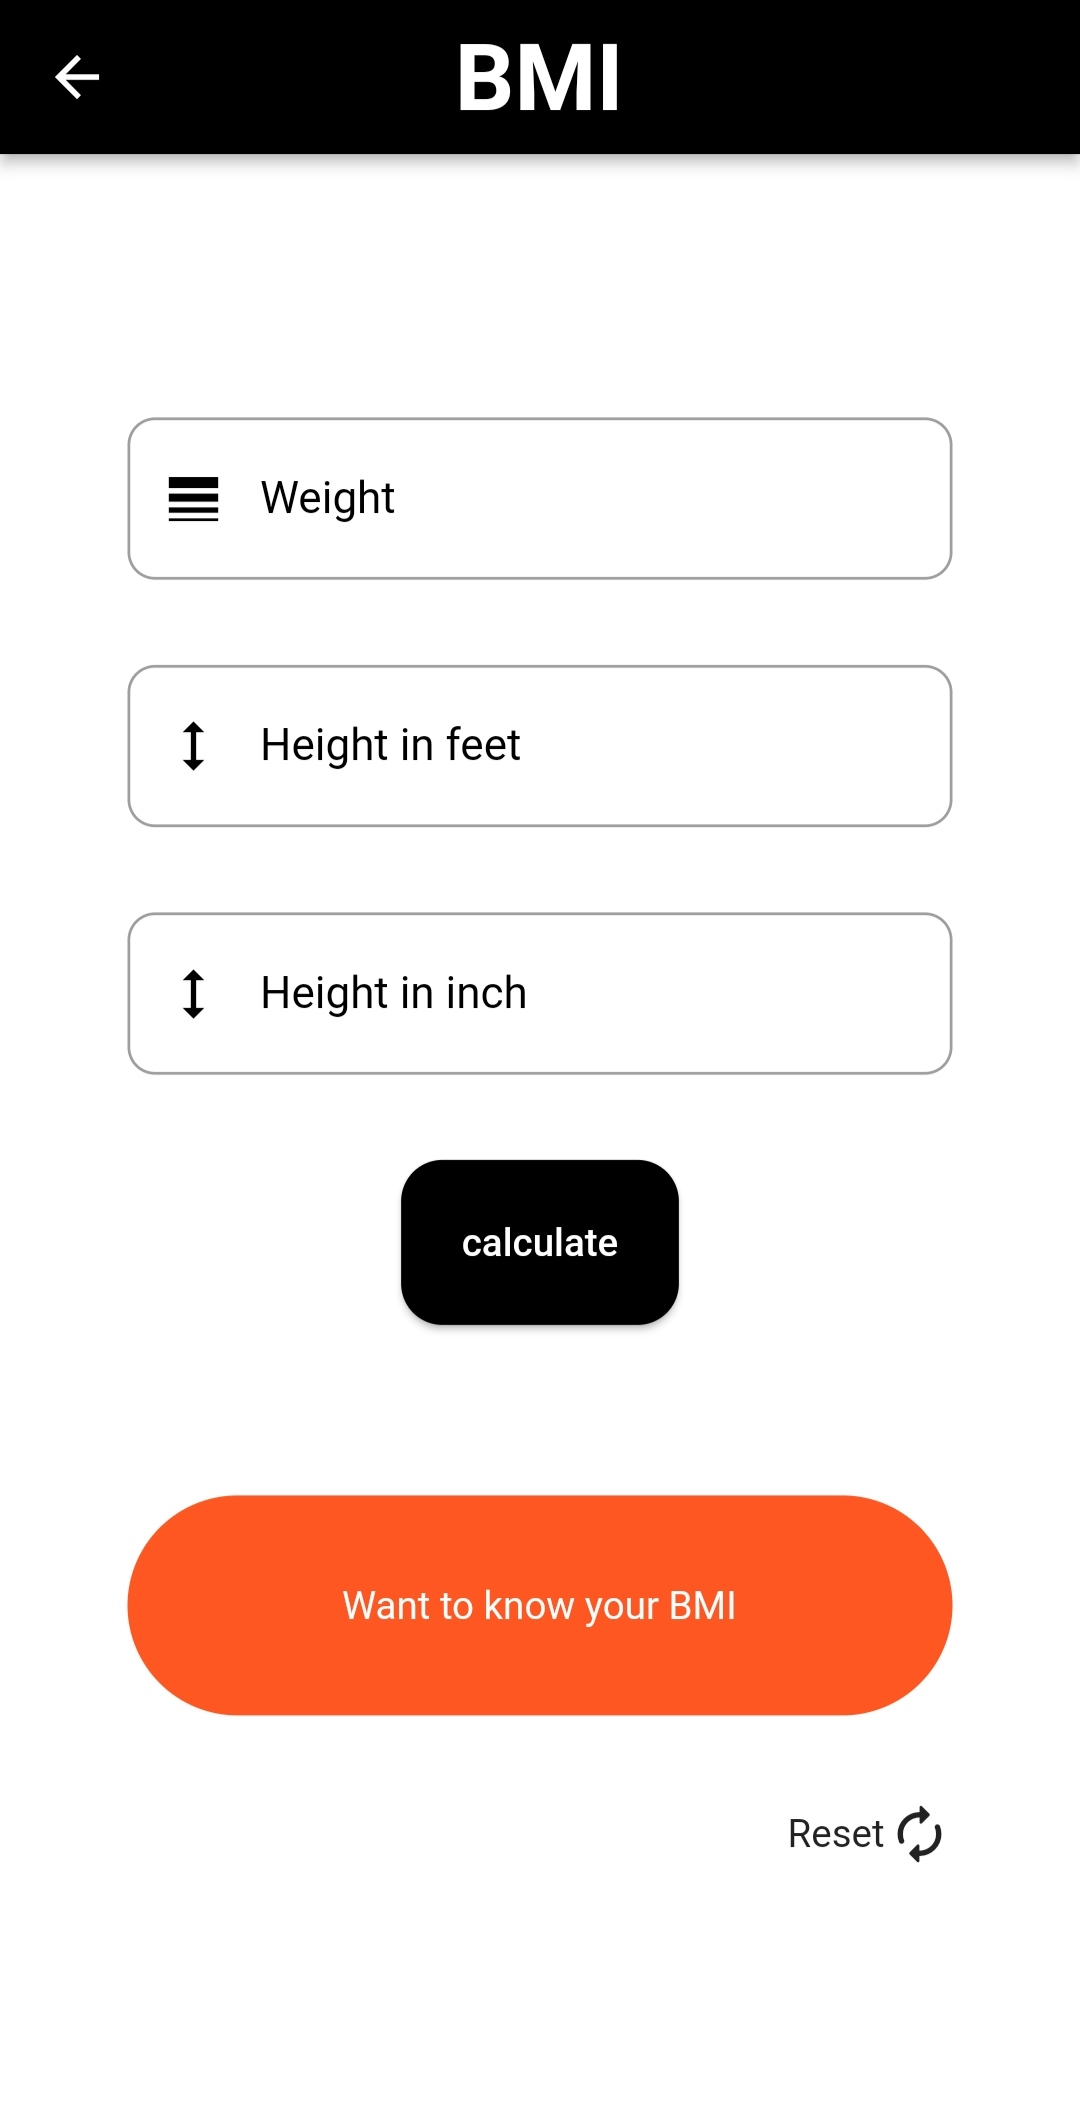 BMI
Weight
Height in feet
Height in inch
calculate
Want to know your BMI
Reset